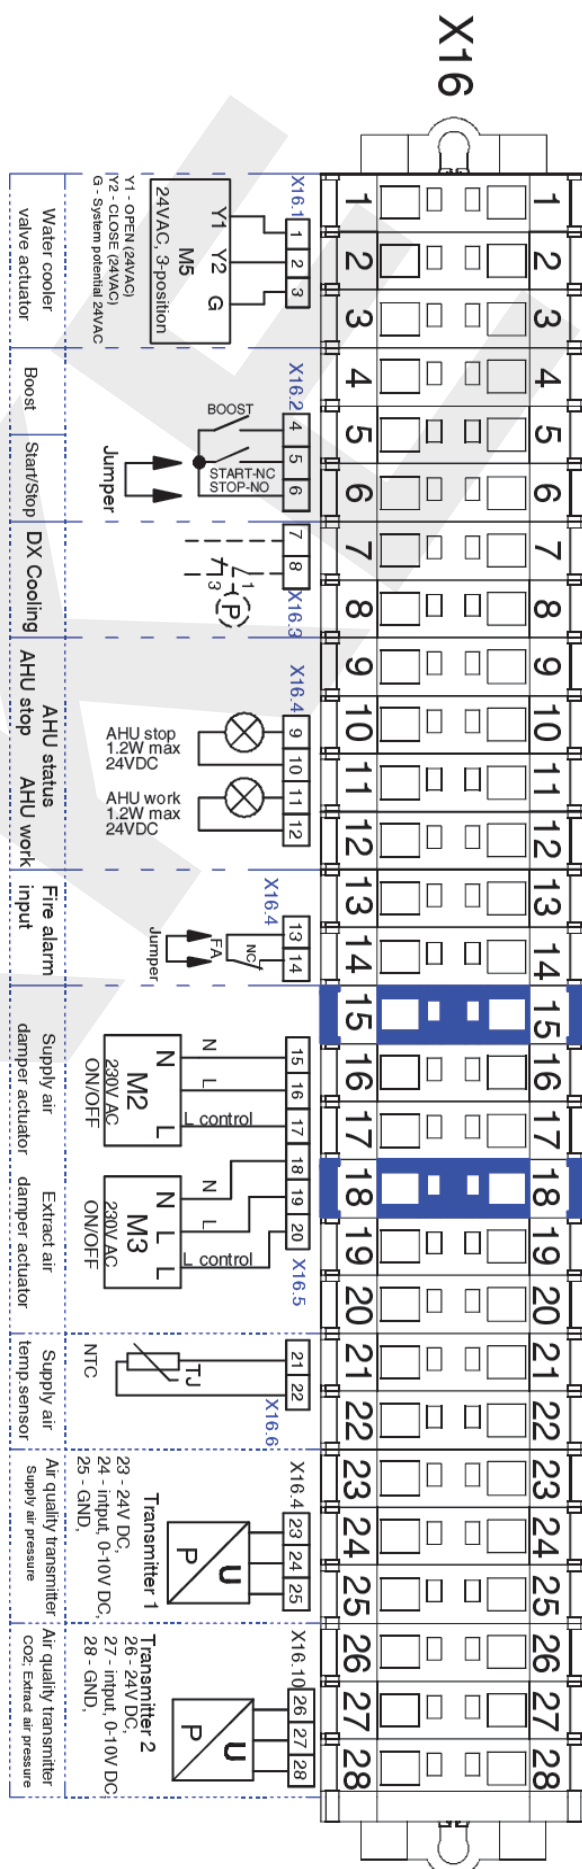 X16
1 2 3 4 5 6 7 8 9 10 11 12 13 14 15 16 17 18 19 20 21 22 23 24 25 26 27 28
1 2 3 4 5 6 7 8 9 10 11 12 13 14 15 16 17 18 19 20 21 22 23 24 25 26 27 28
X16.1
1 2 3
Y1 Y2 G
M5
24VAC, 3-position
Y1 - OPEN (24VAC)
Y2 - CLOSE (24VAC)
G - System potential 24VAC
Water cooler
valve actuator
X16.2
4 5 6
BOOST
START-NC
STOP-NO
Jumper
Boost
Start/Stop
7 8
X16.3
1
3
P
DX Cooling
X16.4
9 10 11 12
AHU stop
1.2W max
24VDC
AHU work
1.2W max
24VDC
AHU status
AHU stop AHU work
X16.4
13 14
NC
FA
Jumper
Fire alarm
input
15 16 17 18 19 20
X16.5
N L L control
N L
M2
230V AC
ON/OFF
N L L control
N L L
M3
230V AC
ON/OFF
Supply air
damper actuator
Extract air
damper actuator
21 22
X16.6
TJ
NTC
Supply air
temp.sensor
X16.4
23 24 25
U
P
Transmitter 1
23 - 24V DC,
24 - intput, 0-10V DC,
25 - GND,
Air quality transmitter
Supply air pressure
X16.10
26 27 28
U
P
Transmitter 2
26 - 24V DC,
27 - intput, 0-10V DC
28 - GND,
Air quality transmitter
CO2; Extract air pressure